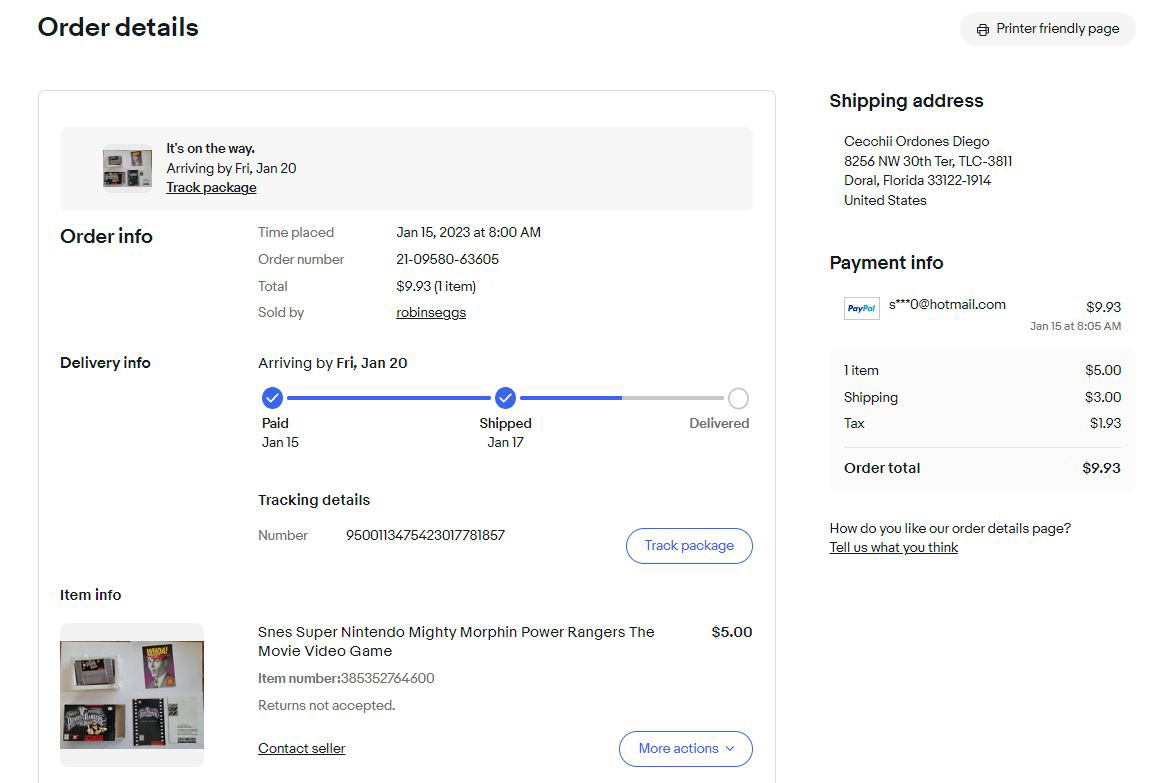 Order details
Printer friendly page
It's on the way.
Arriving by Fri, Jan 20
Track package
Order info
Time placed Jan 15, 2023 at 8:00 AM
Order number 21-09580-63605
Total $9.93 (1 item)
Sold by robinseggs
Delivery info
Arriving by Fri, Jan 20
Paid Shipped Delivered
Jan 15 Jan 17
Tracking details
Number 9500113475423017781857
Track package
Item info
Snes Super Nintendo Mighty Morphin Power Rangers The $5.00
Movie Video Game
Item number:385352764600
Returns not accepted.
Contact seller
More actions
WHOA!
Shipping address
Cecchii Ordones Diego
8256 NW 30th Ter, TLC-3811
Doral, Florida 33122-1914
United States
Payment info
PayPal s***0@hotmail.com $9.93
Jan 15 at 8:05 AM
1 item $5.00
Shipping $3.00
Tax $1.93
Order total $9.93
How do you like our order details page?
Tell us what you think